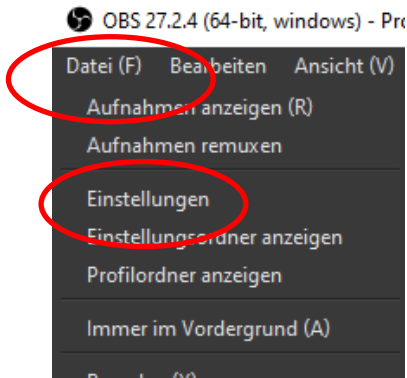 OBS 27.2.4 (64-bit, windows) - Pro
Datei (F) Bearbeiten Ansicht (V)
Aufnahmen anzeigen (R)
Aufnahmen remuxen
Einstellungen
Einstellungsordner anzeigen
Profilordner anzeigen
Immer im Vordergrund (A)